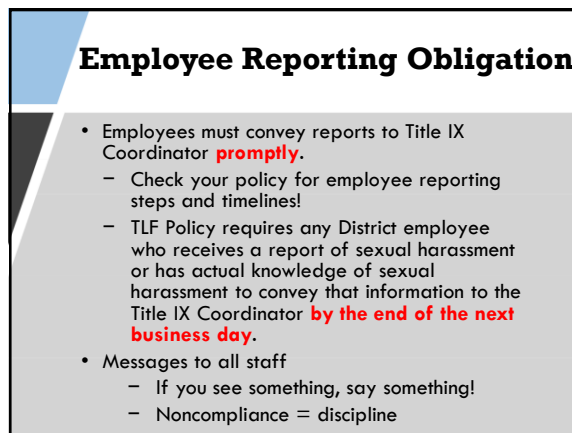 Employee Reporting Obligation
• Employees must convey reports to Title IX
Coordinator promptly.
– Check your policy for employee reporting
steps and timelines!
– TLF Policy requires any District employee
who receives a report of sexual harassment
or has actual knowledge of sexual
harassment to convey that information to the
Title IX Coordinator by the end of the next
business day.
• Messages to all staff
– If you see something, say something!
– Noncompliance = discipline